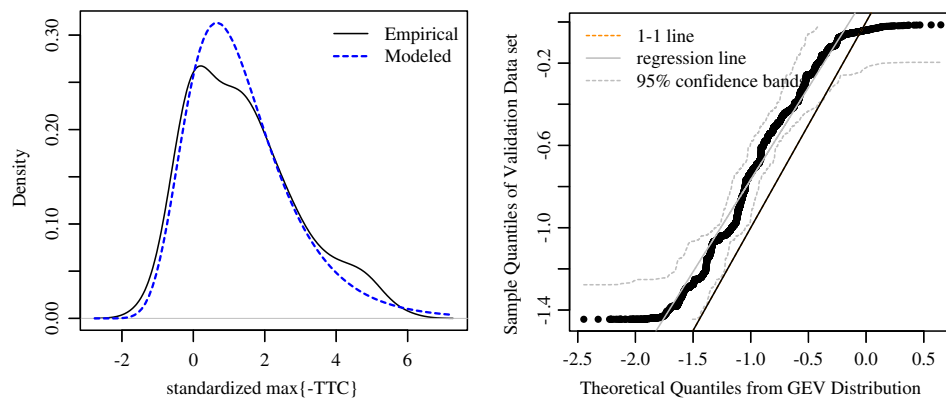 Empirical
Modeled
Density
0.00
0.10
0.20
0.30
-2
0
2
4
6
standardized max{-TTC}
1-1 line
regression line
95% confidence bands
Sample Quantiles of Validation Data set
-0.2
-0.6
-1.0
-1.4
-2.5
-2.0
-1.5
-1.0
-0.5
0.0
0.5
Theoretical Quantiles from GEV Distribution